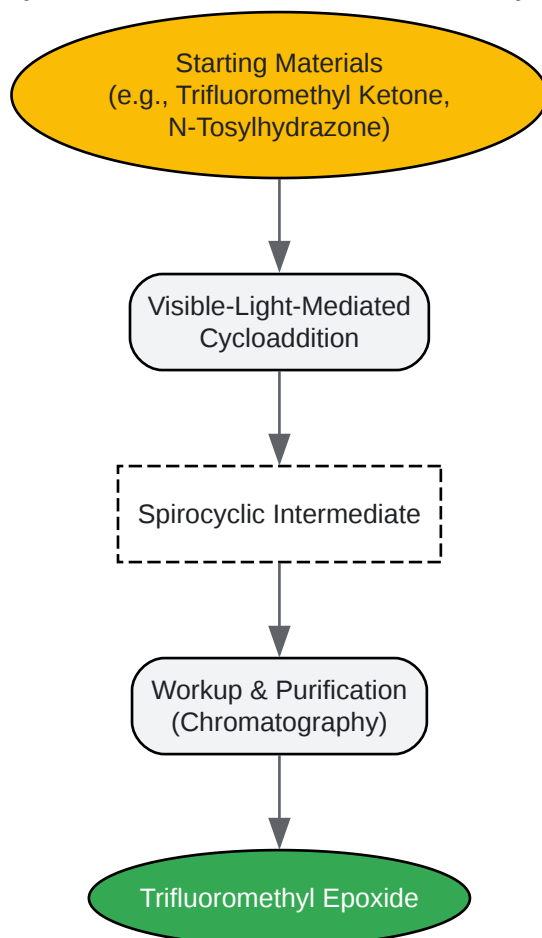 Starting Materials
(e.g., Trifluoromethyl Ketone,
N-Tosylhydrazone)
Visible-Light-Mediated
Cycloaddition
Spirocyclic Intermediate
Workup & Purification
(Chromatography)
Trifluoromethyl Epoxide